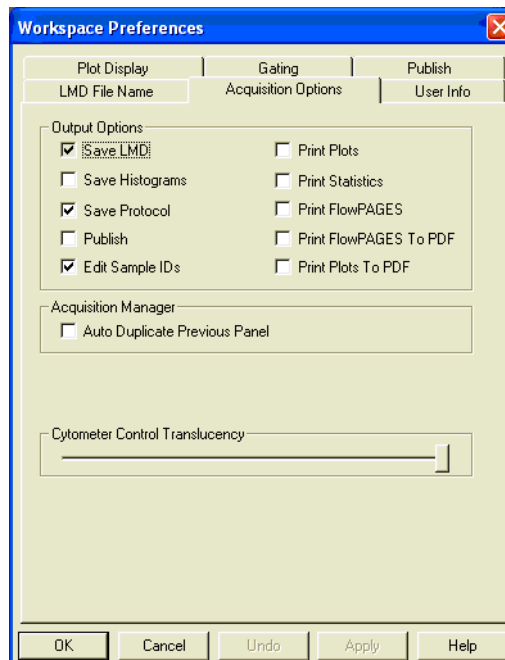 Workspace Preferences
Plot Display Gating Publish
LMD File Name Acquisition Options User Info
Output Options
Save LMD Print Plots
Save Histograms Print Statistics
Save Protocol Print FlowPAGES
Publish Print FlowPAGES To PDF
Edit Sample IDs Print Plots To PDF
Acquisition Manager
Auto Duplicate Previous Panel
Cytometer Control Translucency
OK Cancel Undo Apply Help